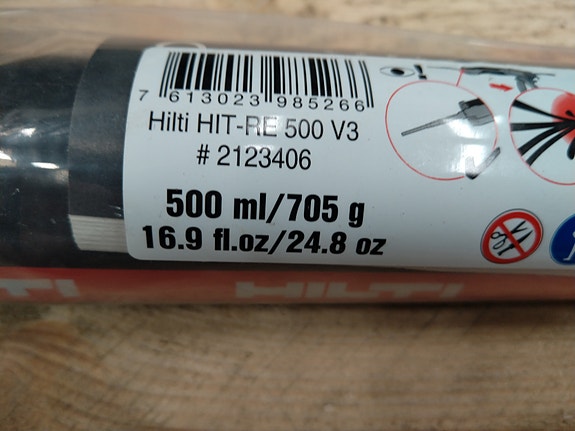 7 613023 985266
Hilti HIT-RE 500 V3
# 2123406
500 ml/705 g
16.9 fl.oz/24.8 oz
HILTI